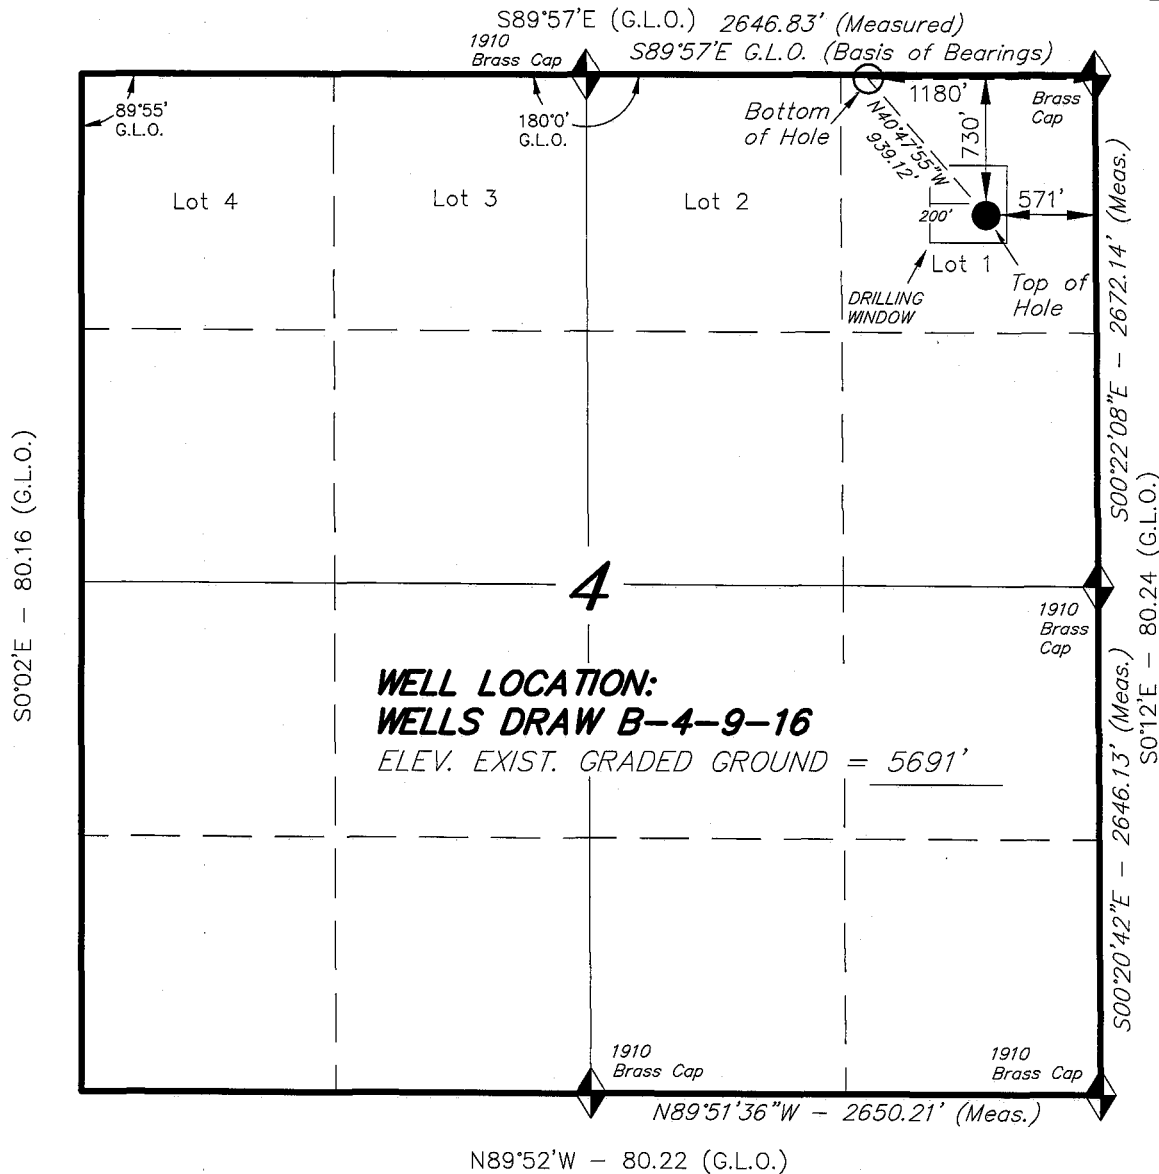 S89°57'E (G.L.O.) 2646.83' (Measured)
S89°57'E G.L.O. (Basis of Bearings)
1910
Brass Cap
89°55'
G.L.O.
180°0'
G.L.O.
Bottom
of Hole
1180'
Brass
Cap
N40°47'55"W
939.12'
730'
571'
200'
Lot 4
Lot 3
Lot 2
Lot 1
Top of
Hole
DRILLING
WINDOW
S00°22'08"E - 2672.14' (Meas.)
S0°02'E - 80.16 (G.L.O.)
S0°12'E - 80.24 (G.L.O.)
4
1910
Brass
Cap
WELL LOCATION:
WELLS DRAW B-4-9-16
ELEV. EXIST. GRADED GROUND = 5691'
S00°20'42"E - 2646.13' (Meas.)
1910
Brass Cap
1910
Brass Cap
N89°51'36"W - 2650.21' (Meas.)
N89°52'W - 80.22 (G.L.O.)